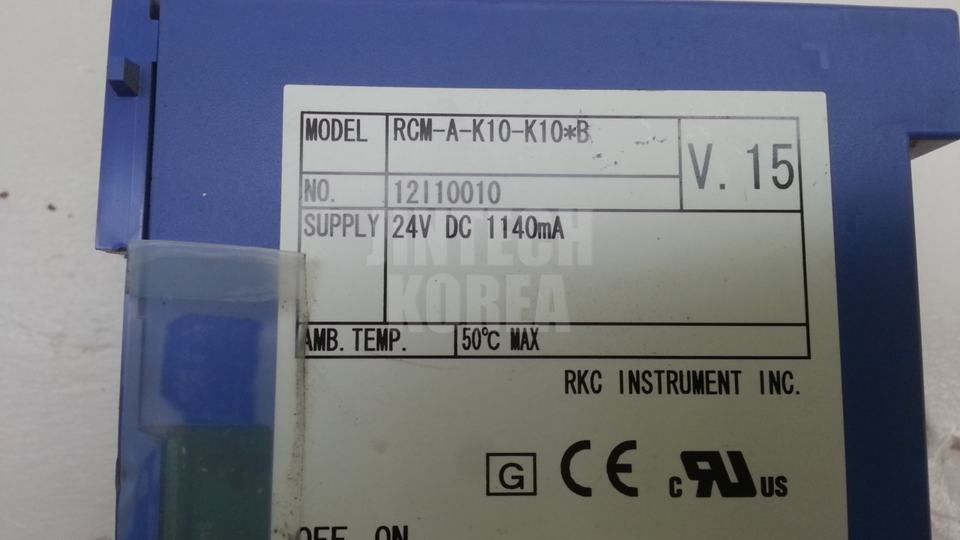 MODEL RCM-A-K10-K10*B
V. 15
NO. 12I10010
SUPPLY 24V DC 1140mA
JINTECH
KOREA
AMB. TEMP. 50℃ MAX
RKC INSTRUMENT INC.
G CE c RU US
OFF ON